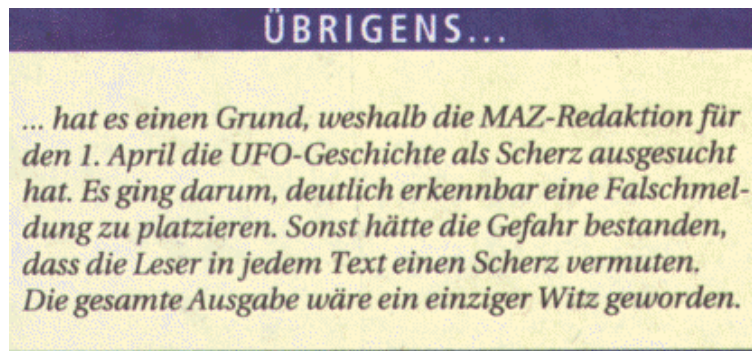 ÜBRIGENS...
... hat es einen Grund, weshalb die MAZ-Redaktion für
den 1. April die UFO-Geschichte als Scherz ausgesucht
hat. Es ging darum, deutlich erkennbar eine Falschmel-
dung zu platzieren. Sonst hätte die Gefahr bestanden,
dass die Leser in jedem Text einen Scherz vermuten.
Die gesamte Ausgabe wäre ein einziger Witz geworden.